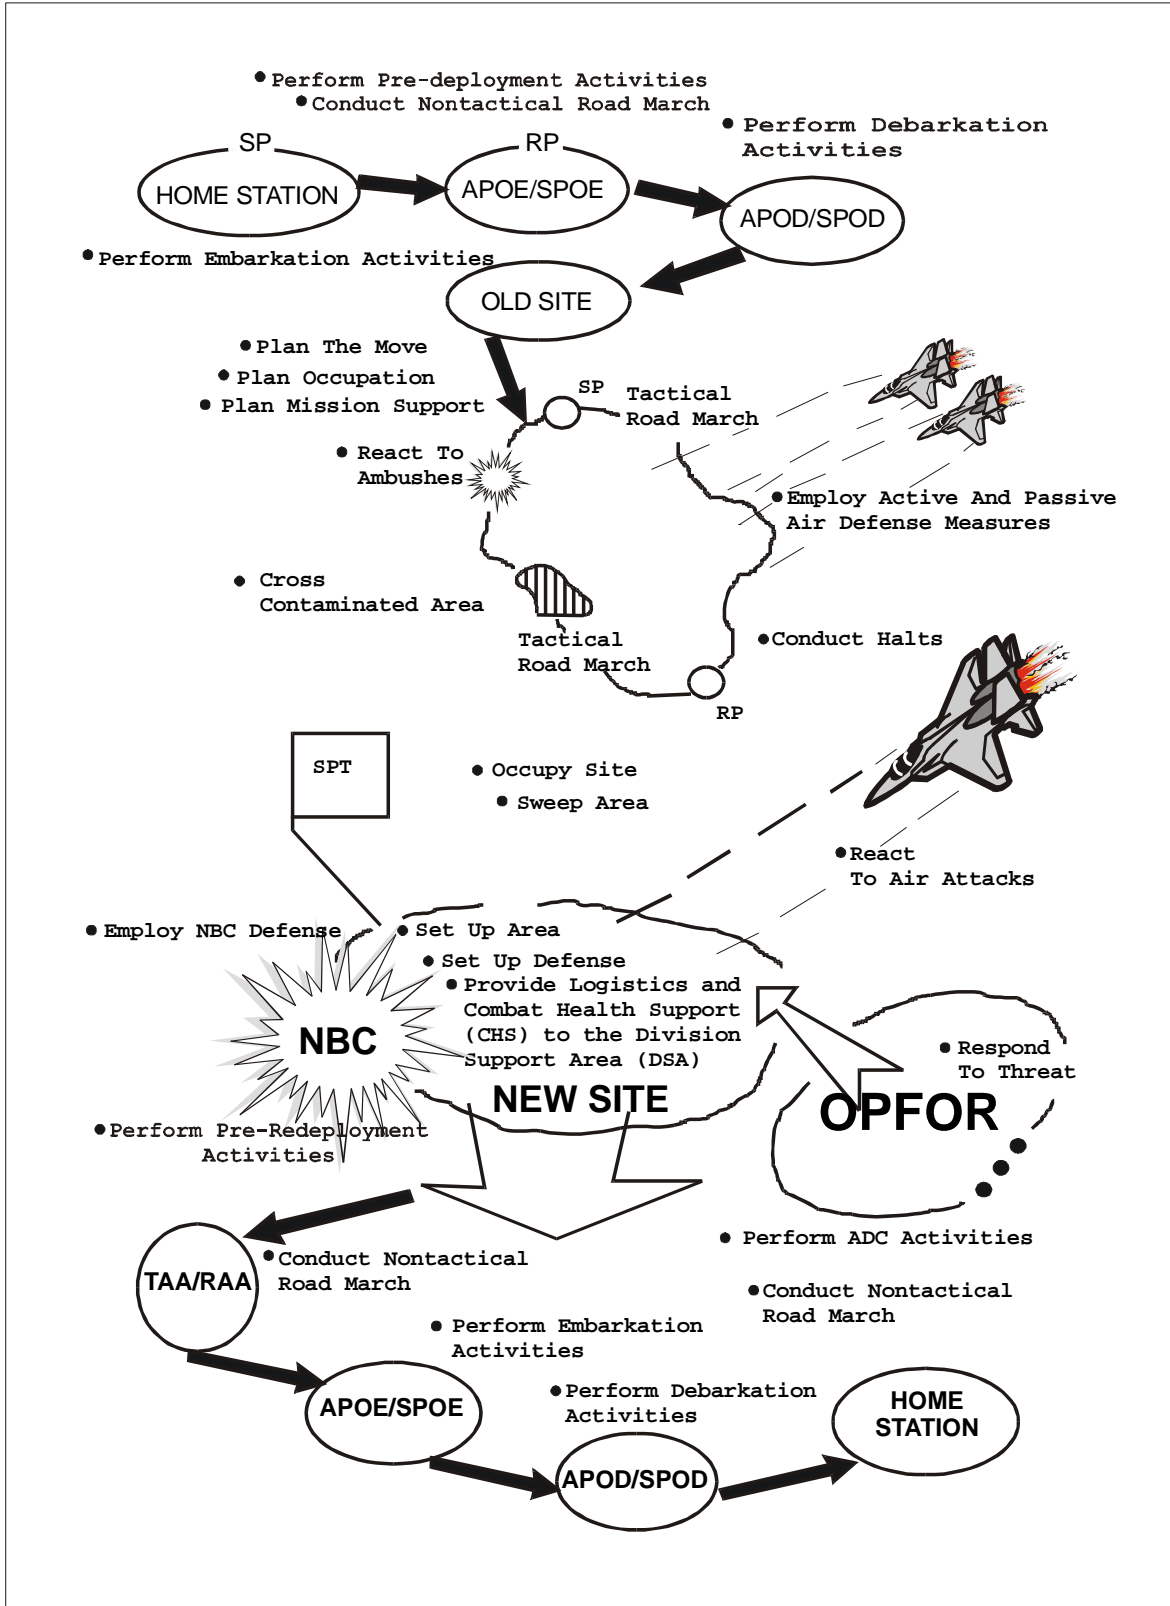 ● Perform Pre-deployment Activities
● Conduct Nontactical Road March
● Perform Debarkation
Activities
SP
HOME STATION
RP
APOE/SPOE
APOD/SPOD
● Perform Embarkation Activities
OLD SITE
● Plan The Move
● Plan Occupation
● Plan Mission Support
SP
Tactical
Road March
● React To
Ambushes
● Employ Active And Passive
Air Defense Measures
● Cross
Contaminated Area
Tactical
Road March
● Conduct Halts
RP
SPT
● Occupy Site
● Sweep Area
● React
To Air Attacks
● Employ NBC Defense
● Set Up Area
● Set Up Defense
● Provide Logistics and
Combat Health Support
(CHS) to the Division
Support Area (DSA)
NBC
NEW SITE
● Respond
To Threat
OPFOR
● Perform Pre-Redeployment
Activities
● Perform ADC Activities
TAA/RAA
● Conduct Nontactical
Road March
● Conduct Nontactical
Road March
● Perform Embarkation
Activities
APOE/SPOE
● Perform Debarkation
Activities
HOME
STATION
APOD/SPOD